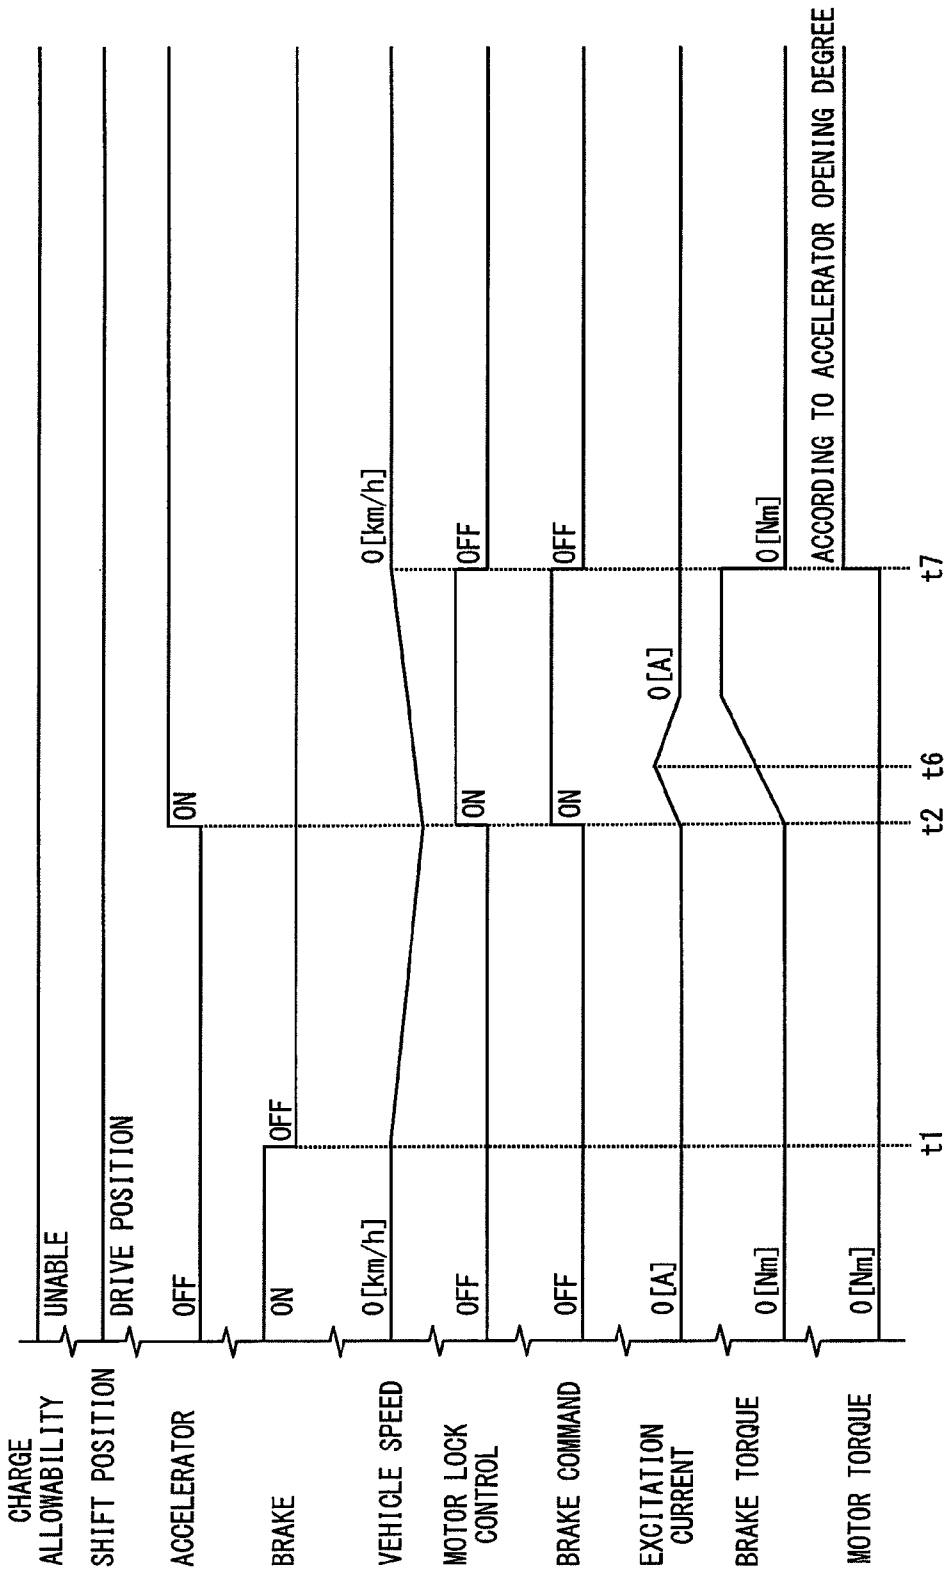 CHARGE
ALLOWABILITY
UNABLE
SHIFT POSITION
DRIVE POSITION
ACCELERATOR
OFF
ON
BRAKE
ON
OFF
VEHICLE SPEED
0[km/h]
0[km/h]
MOTOR LOCK
CONTROL
OFF
ON
OFF
BRAKE COMMAND
OFF
ON
OFF
EXCITATION
CURRENT
0[A]
0[A]
BRAKE TORQUE
0[Nm]
0[Nm]
MOTOR TORQUE
0[Nm]
ACCORDING TO ACCELERATOR OPENING DEGREE
t1
t2
t6
t7